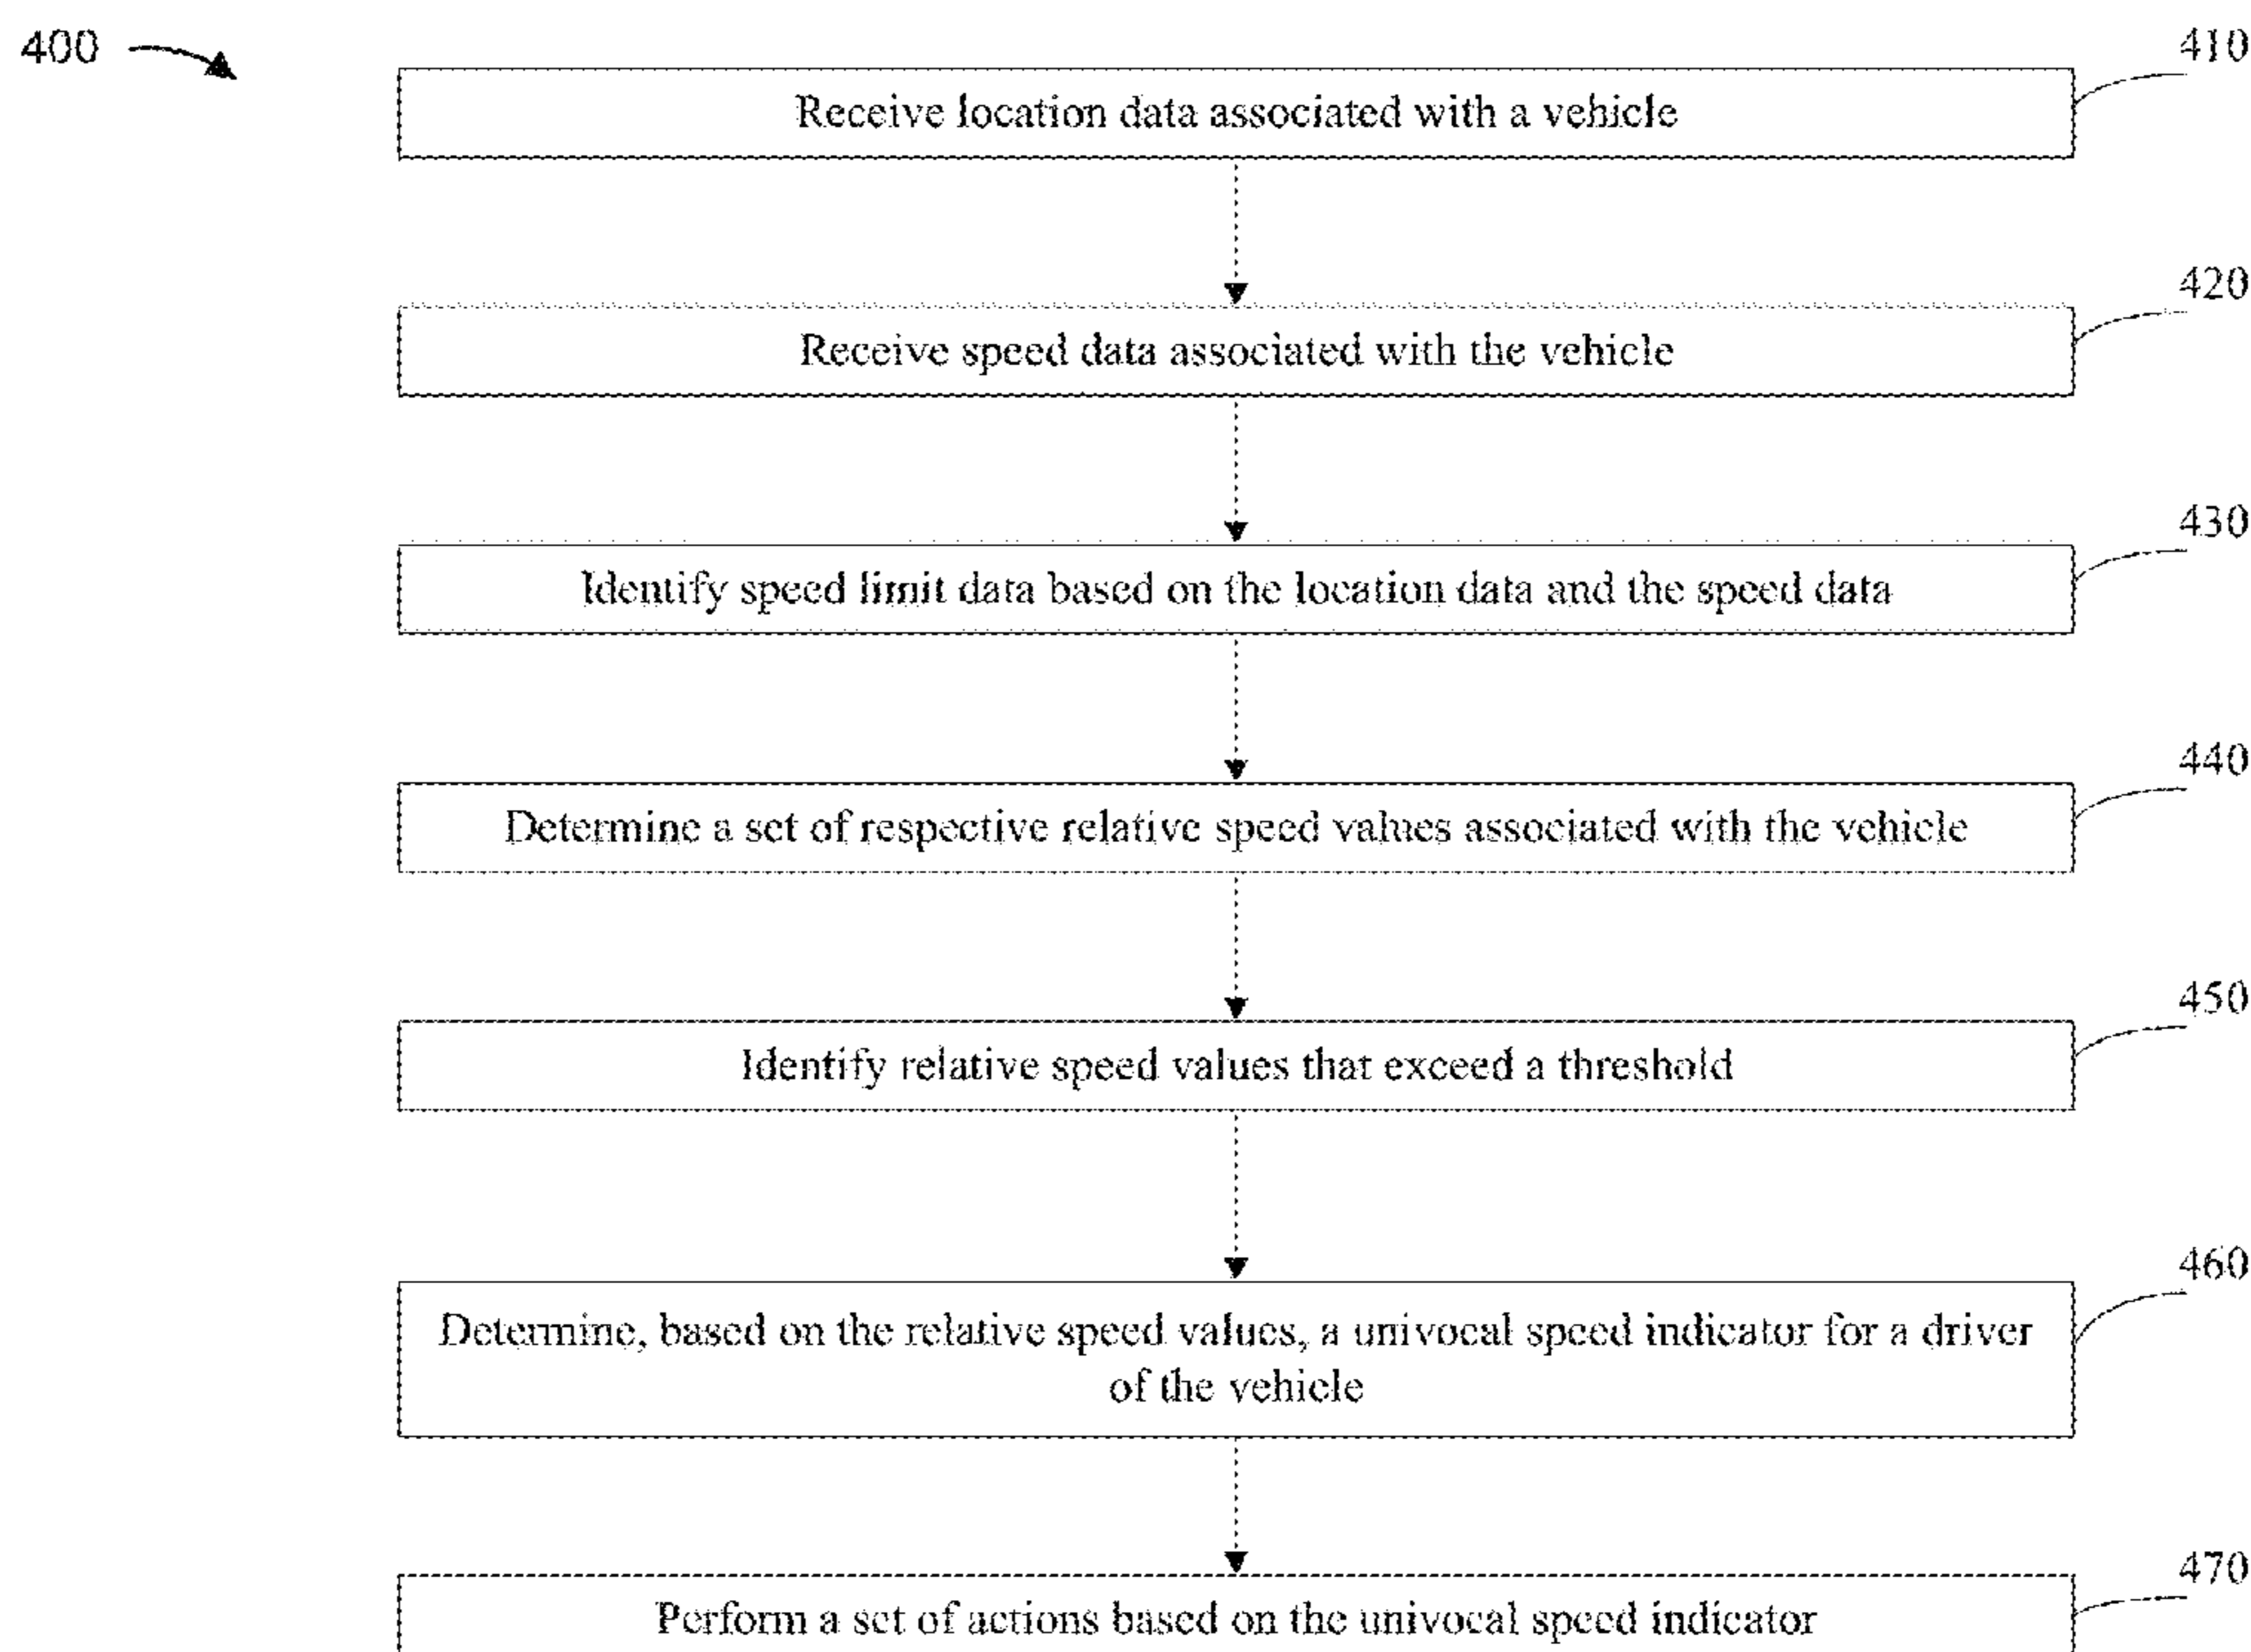 400
410
Receive location data associated with a vehicle
420
Receive speed data associated with the vehicle
430
Identify speed limit data based on the location data and the speed data
440
Determine a set of respective relative speed values associated with the vehicle
450
Identify relative speed values that exceed a threshold
460
Determine, based on the relative speed values, a univocal speed indicator for a driver
of the vehicle
470
Perform a set of actions based on the univocal speed indicator